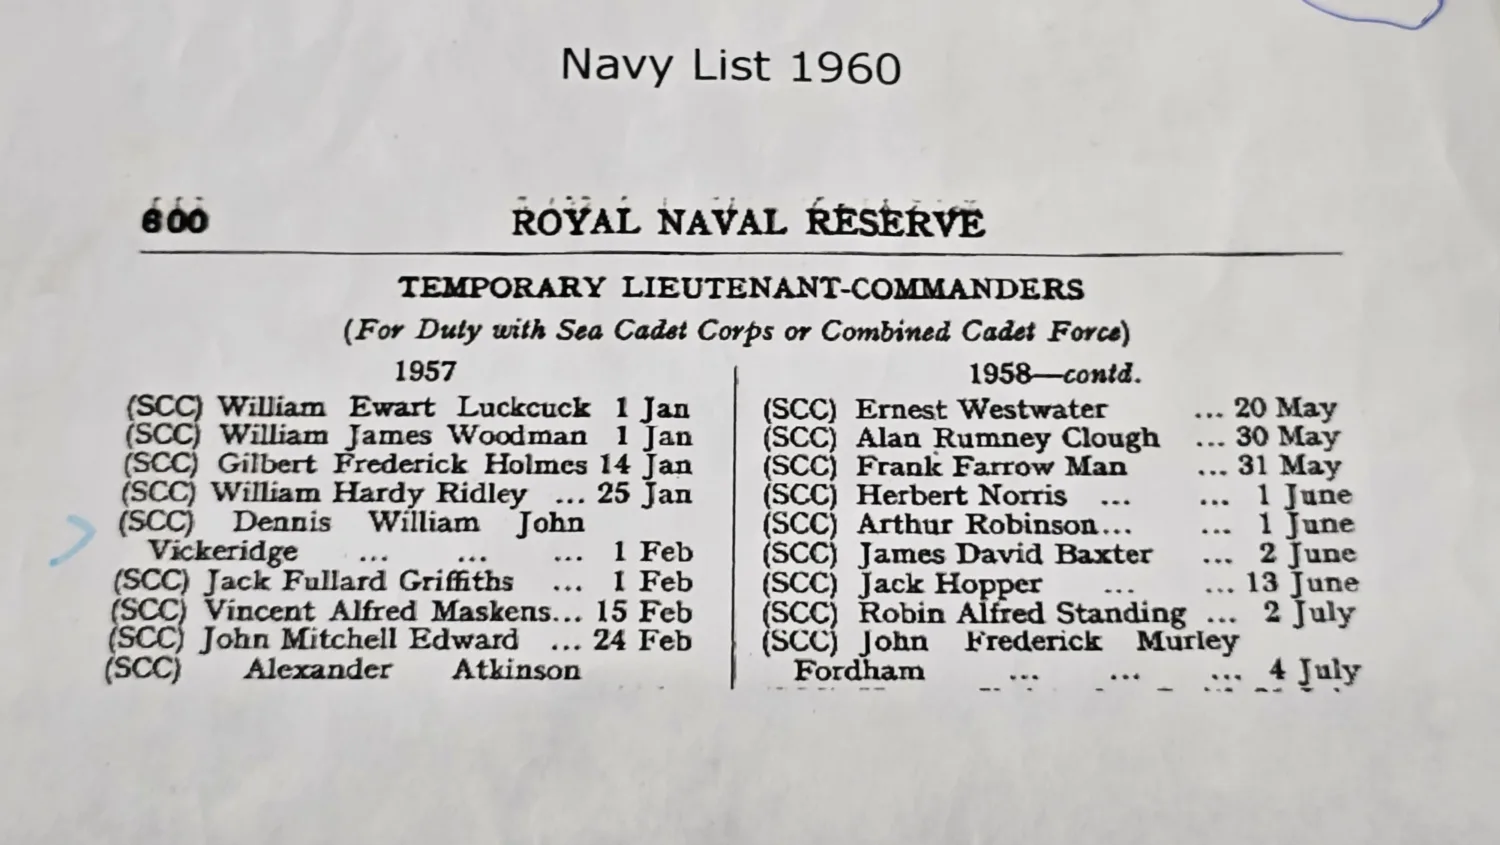 Navy List 1960
600
ROYAL NAVAL RESERVE
TEMPORARY LIEUTENANT-COMMANDERS
(For Duty with Sea Cadet Corps or Combined Cadet Force)
1957
(SCC) William Ewart Luckcuck 1 Jan
(SCC) William James Woodman 1 Jan
(SCC) Gilbert Frederick Holmes 14 Jan
(SCC) William Hardy Ridley ... 25 Jan
(SCC) Dennis William John
Vickeridge ... ... ... 1 Feb
(SCC) Jack Fullard Griffiths ... 1 Feb
(SCC) Vincent Alfred Maskens... 15 Feb
(SCC) John Mitchell Edward ... 24 Feb
(SCC) Alexander Atkinson
1958—contd.
(SCC) Ernest Westwater ... 20 May
(SCC) Alan Rumney Clough ... 30 May
(SCC) Frank Farrow Man ... 31 May
(SCC) Herbert Norris ... ... 1 June
(SCC) Arthur Robinson... ... 1 June
(SCC) James David Baxter ... 2 June
(SCC) Jack Hopper ... ... 13 June
(SCC) Robin Alfred Standing ... 2 July
(SCC) John Frederick Murley
Fordham ... ... ... 4 July